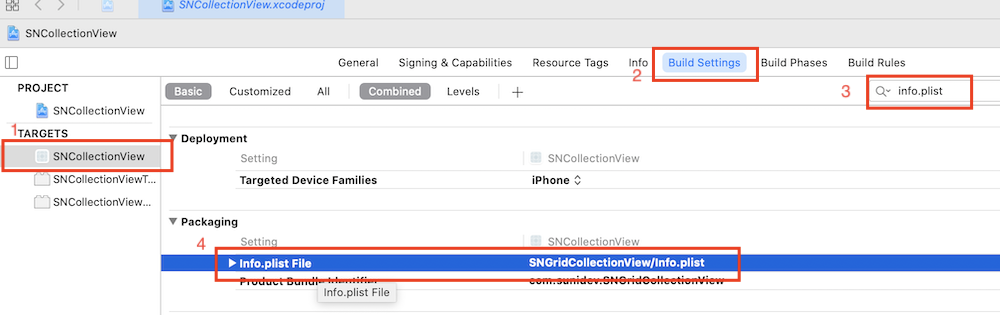 SNCollectionView.xcodeproj
SNCollectionView
General Signing & Capabilities Resource Tags Info 2 Build Settings Build Phases Build Rules
PROJECT
Basic Customized All Combined Levels + 3 info.plist
SNCollectionView
1
TARGETS
Deployment
SNCollectionView
Setting SNCollectionView
SNCollectionViewT...
Targeted Device Families iPhone
SNCollectionView...
Packaging
4
Setting SNCollectionView
Info.plist File SNGridCollectionView/Info.plist
Product Bundle Identifier com.sunidev.SNGridCollectionView
Info.plist File